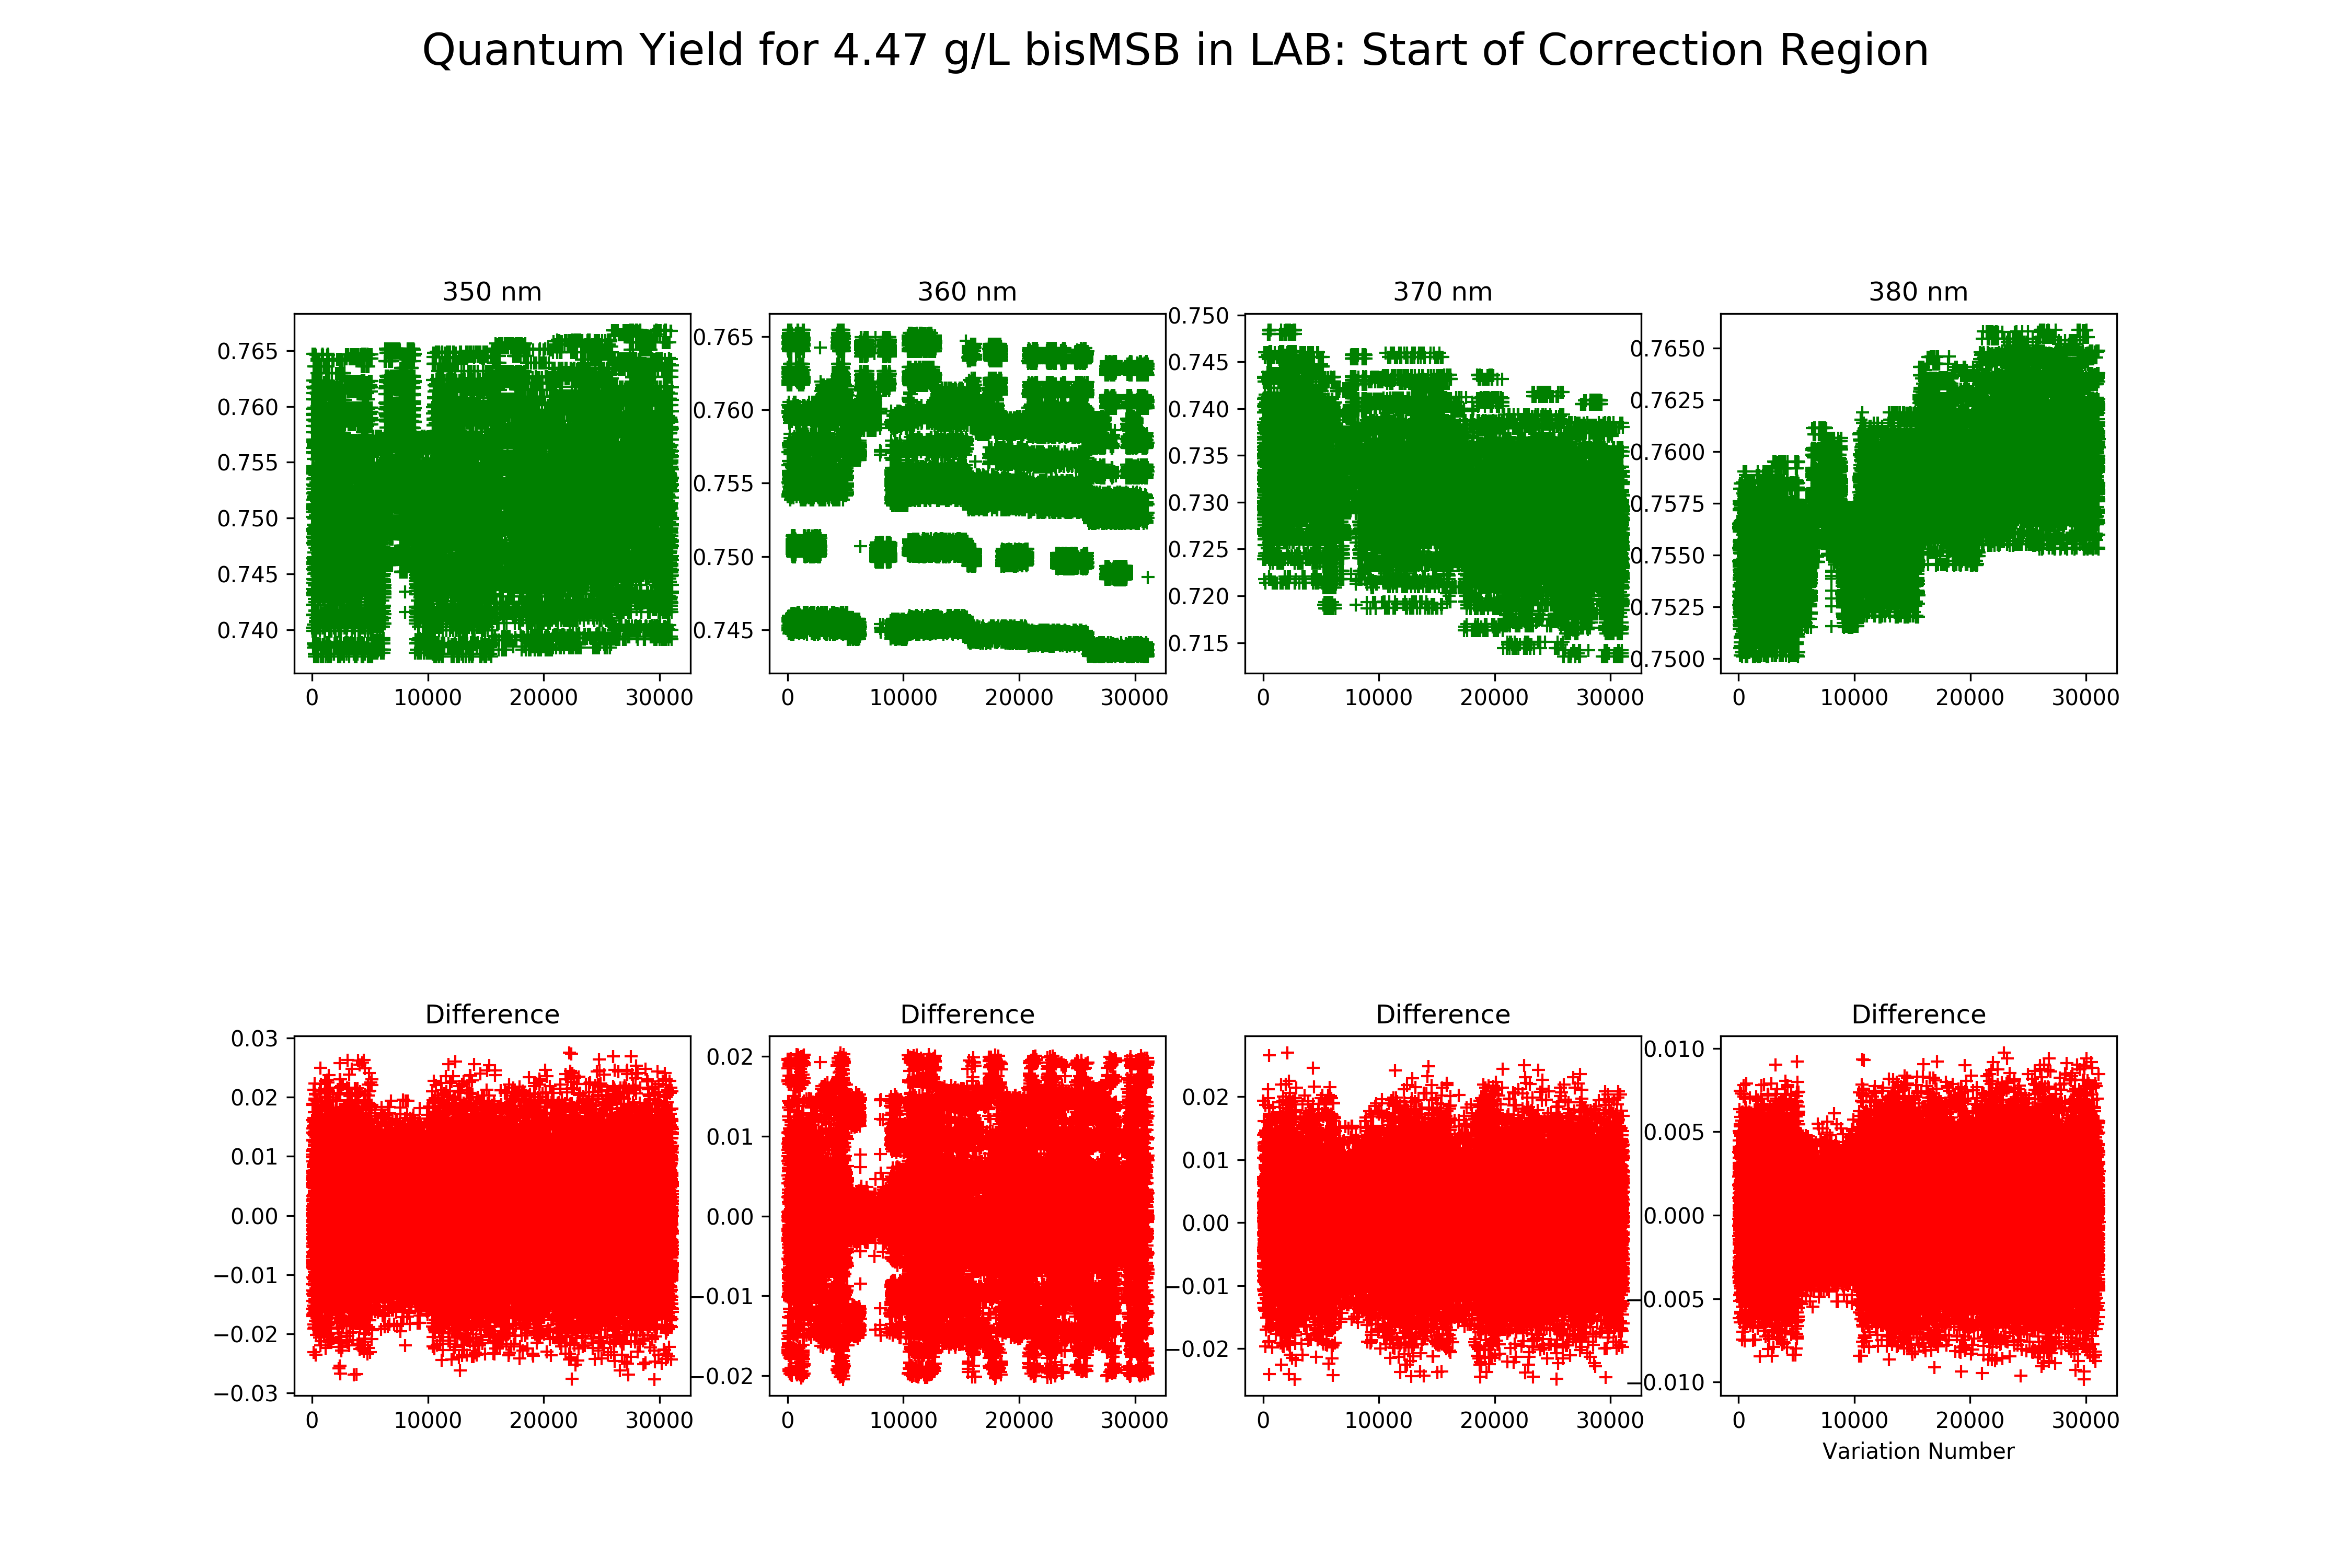 Quantum Yield for 4.47 g/L bisMSB in LAB: Start of Correction Region
350 nm
360 nm
370 nm
380 nm
0.765
0.760
0.755
0.750
0.745
0.740
0 10000 20000 30000
0.765
0.760
0.755
0.750
0.745
0 10000 20000 30000
0.750
0.745
0.740
0.735
0.730
0.725
0.720
0.715
0 10000 20000 30000
0.7650
0.7625
0.7600
0.7575
0.7550
0.7525
0.7500
0 10000 20000 30000
Difference
Difference
Difference
Difference
0.03
0.02
0.01
0.00
−0.01
−0.02
−0.03
0 10000 20000 30000
0.02
0.01
0.00
−0.01
−0.02
0 10000 20000 30000
0.02
0.01
0.00
−0.01
−0.02
0 10000 20000 30000
0.010
0.005
0.000
−0.005
−0.010
0 10000 20000 30000
Variation Number